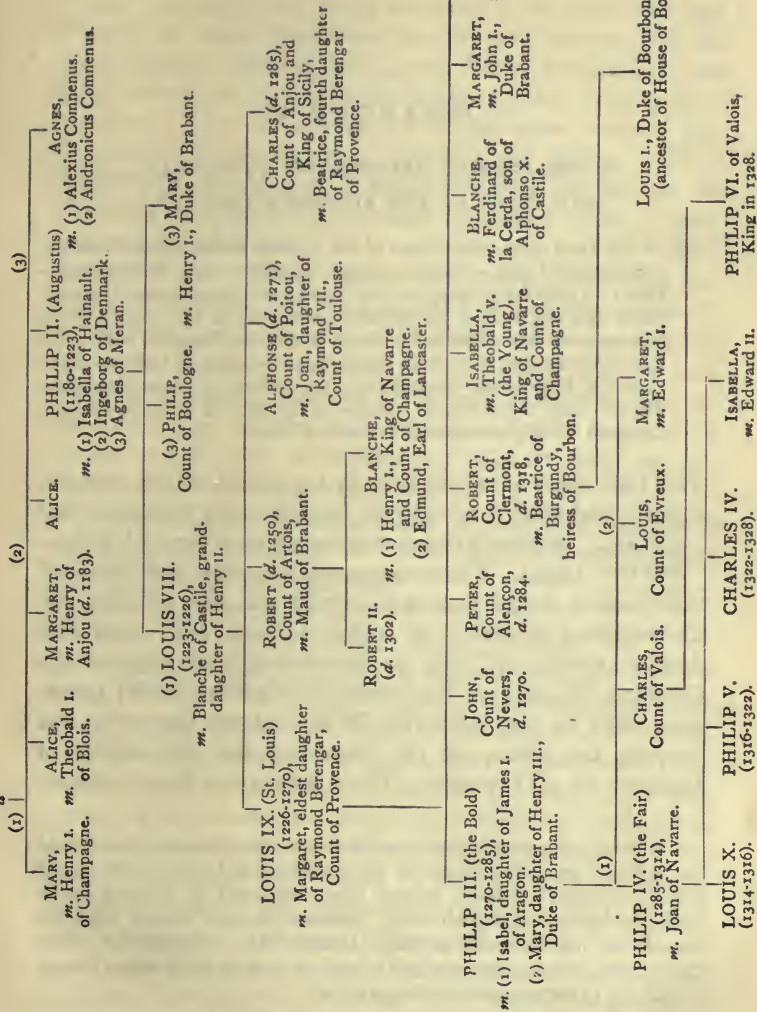 (1)
(2)
(3)
MARY,
m. Henry I.
of Champagne.
ALICE,
m. Theobald I.
of Blois.
MARGARET,
m. Henry of
Anjou (d. 1183).
ALICE.
PHILIP II. (Augustus)
(1180-1223),
m. (1) Isabella of Hainault.
(2) Ingeborg of Denmark.
(3) Agnes of Meran.
AGNES,
m. (1) Alexius Comnenus.
(2) Andronicus Comnenus.
(1) LOUIS VIII.
(1223-1226),
m. Blanche of Castile, grand-
daughter of Henry II.
(3) PHILIP,
Count of Boulogne.
(3) MARY,
m. Henry I., Duke of Brabant.
LOUIS IX. (St. Louis)
(1226-1270),
m. Margaret, eldest daughter
of Raymond Berengar,
Count of Provence.
ROBERT (d. 1250),
Count of Artois,
m. Maud of Brabant.
ALPHONSE (d. 1271),
Count of Poitou,
m. Joan, daughter of
Raymond VII.,
Count of Toulouse.
CHARLES (d. 1285),
Count of Anjou and
King of Sicily,
m. Beatrice, fourth daughter
of Raymond Berengar
of Provence.
ROBERT II.
(d. 1302).
BLANCHE,
m. (1) Henry I., King of Navarre
and Count of Champagne.
(2) Edmund, Earl of Lancaster.
PHILIP III. (the Bold)
(1270-1285),
m. (1) Isabel, daughter of James I.
of Aragon.
(2) Mary, daughter of Henry III.,
Duke of Brabant.
JOHN,
Count of
Nevers,
d. 1270.
PETER,
Count of
Alençon,
d. 1284.
ROBERT,
Count of
Clermont,
d. 1318,
m. Beatrice of
Burgundy,
heiress of Bourbon.
ISABELLA,
m. Theobald V.
(the Young),
King of Navarre
and Count of
Champagne.
BLANCHE,
m. Ferdinard of
la Cerda, son of
Alphonso X.
of Castile.
MARGARET,
m. John I.,
Duke of
Brabant.
(1)
(2)
PHILIP IV. (the Fair)
(1285-1314),
m. Joan of Navarre.
CHARLES,
Count of Valois.
LOUIS,
Count of Evreux.
MARGARET,
m. Edward I.
LOUIS I., Duke of Bourbon
(ancestor of House of Bo
LOUIS X.
(1314-1316).
PHILIP V.
(1316-1322).
CHARLES IV.
(1322-1328).
ISABELLA,
m. Edward II.
PHILIP VI. of Valois,
King in 1328.